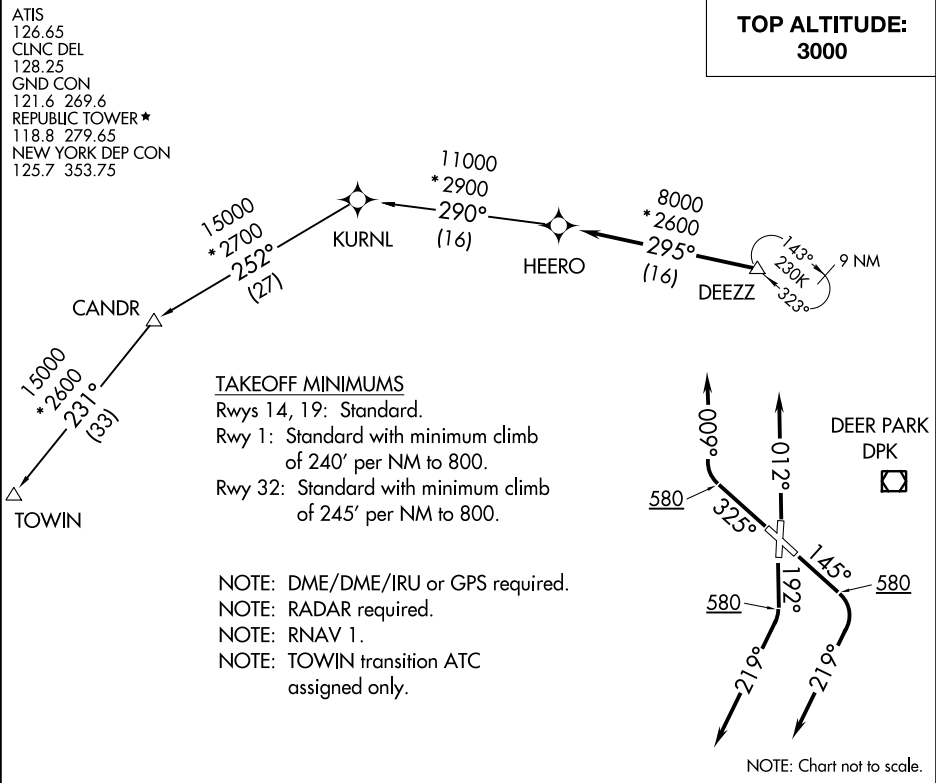 ATIS
126.65
CLNC DEL
128.25
GND CON
121.6 269.6
REPUBLIC TOWER★
118.8 279.65
NEW YORK DEP CON
125.7 353.75
TOP ALTITUDE:
3000
11000
*2900
290°
(16)
8000
*2600
295°
(16)
15000
*2700
252°
(27)
KURNL
HEERO
DEEZZ
143°
230K
323°
9 NM
CANDR
15000
*2600
231°
(33)
TOWIN
TAKEOFF MINIMUMS
Rwys 14, 19: Standard.
Rwy 1: Standard with minimum climb
of 240' per NM to 800.
Rwy 32: Standard with minimum climb
of 245' per NM to 800.
NOTE: DME/DME/IRU or GPS required.
NOTE: RADAR required.
NOTE: RNAV 1.
NOTE: TOWIN transition ATC
assigned only.
009°
012°
DEER PARK
DPK
580
325°
145°
580
192°
580
219°
219°
NOTE: Chart not to scale.